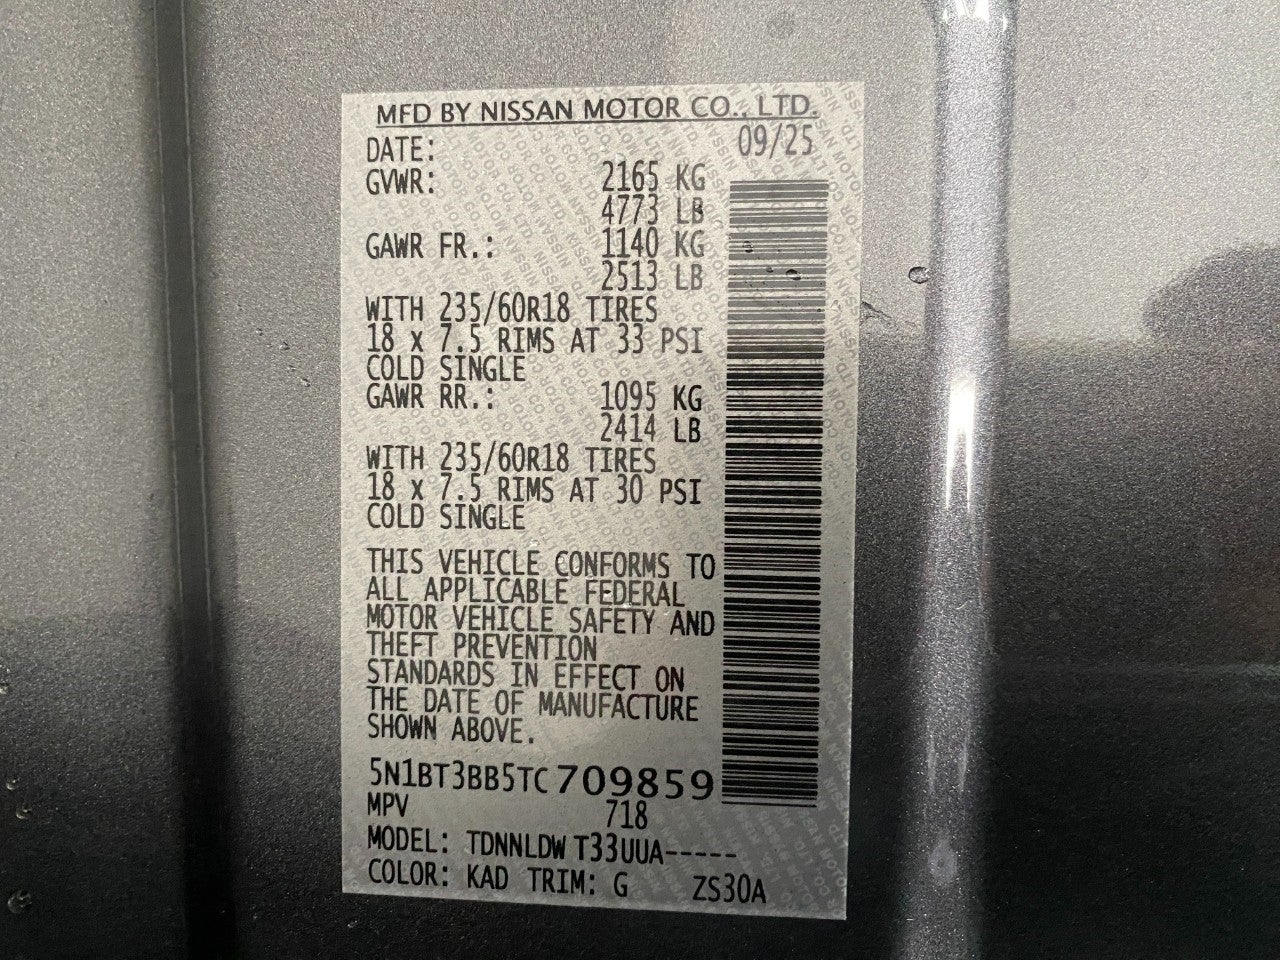 MFD BY NISSAN MOTOR CO., LTD.
DATE: 09/25
GVWR: 2165 KG
4773 LB
GAWR FR.: 1140 KG
2513 LB
WITH 235/60R18 TIRES
18 x 7.5 RIMS AT 33 PSI
COLD SINGLE
GAWR RR.: 1095 KG
2414 LB
WITH 235/60R18 TIRES
18 x 7.5 RIMS AT 30 PSI
COLD SINGLE
THIS VEHICLE CONFORMS TO
ALL APPLICABLE FEDERAL
MOTOR VEHICLE SAFETY AND
THEFT PREVENTION
STANDARDS IN EFFECT ON
THE DATE OF MANUFACTURE
SHOWN ABOVE.
5N1BT3BB5TC709859
MPV 718
MODEL: TDNNLDW T33UUA-----
COLOR: KAD TRIM: G ZS30A